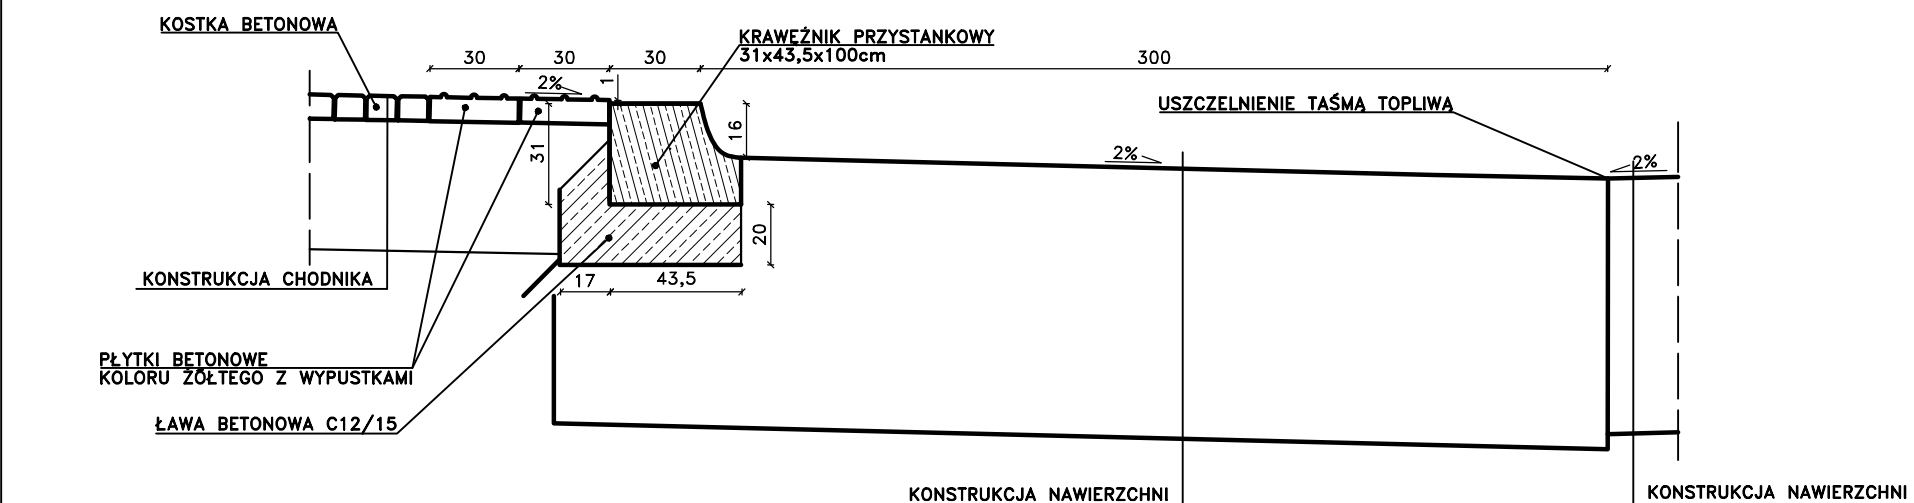 KOSTKA BETONOWA
KRAWĘŻNIK PRZYSTANKOWY
31x43,5x100cm
30
30
30
300
2%
1
USZCZELNIENIE TAŚMĄ TOPLIWĄ
16
31
2%
2%
20
KONSTRUKCJA CHODNIKA
17
43,5
PŁYTKI BETONOWE
KOLORU ŻÓŁTEGO Z WYPUSTKAMI
ŁAWA BETONOWA C12/15
KONSTRUKCJA NAWIERZCHNI
KONSTRUKCJA NAWIERZCHNI